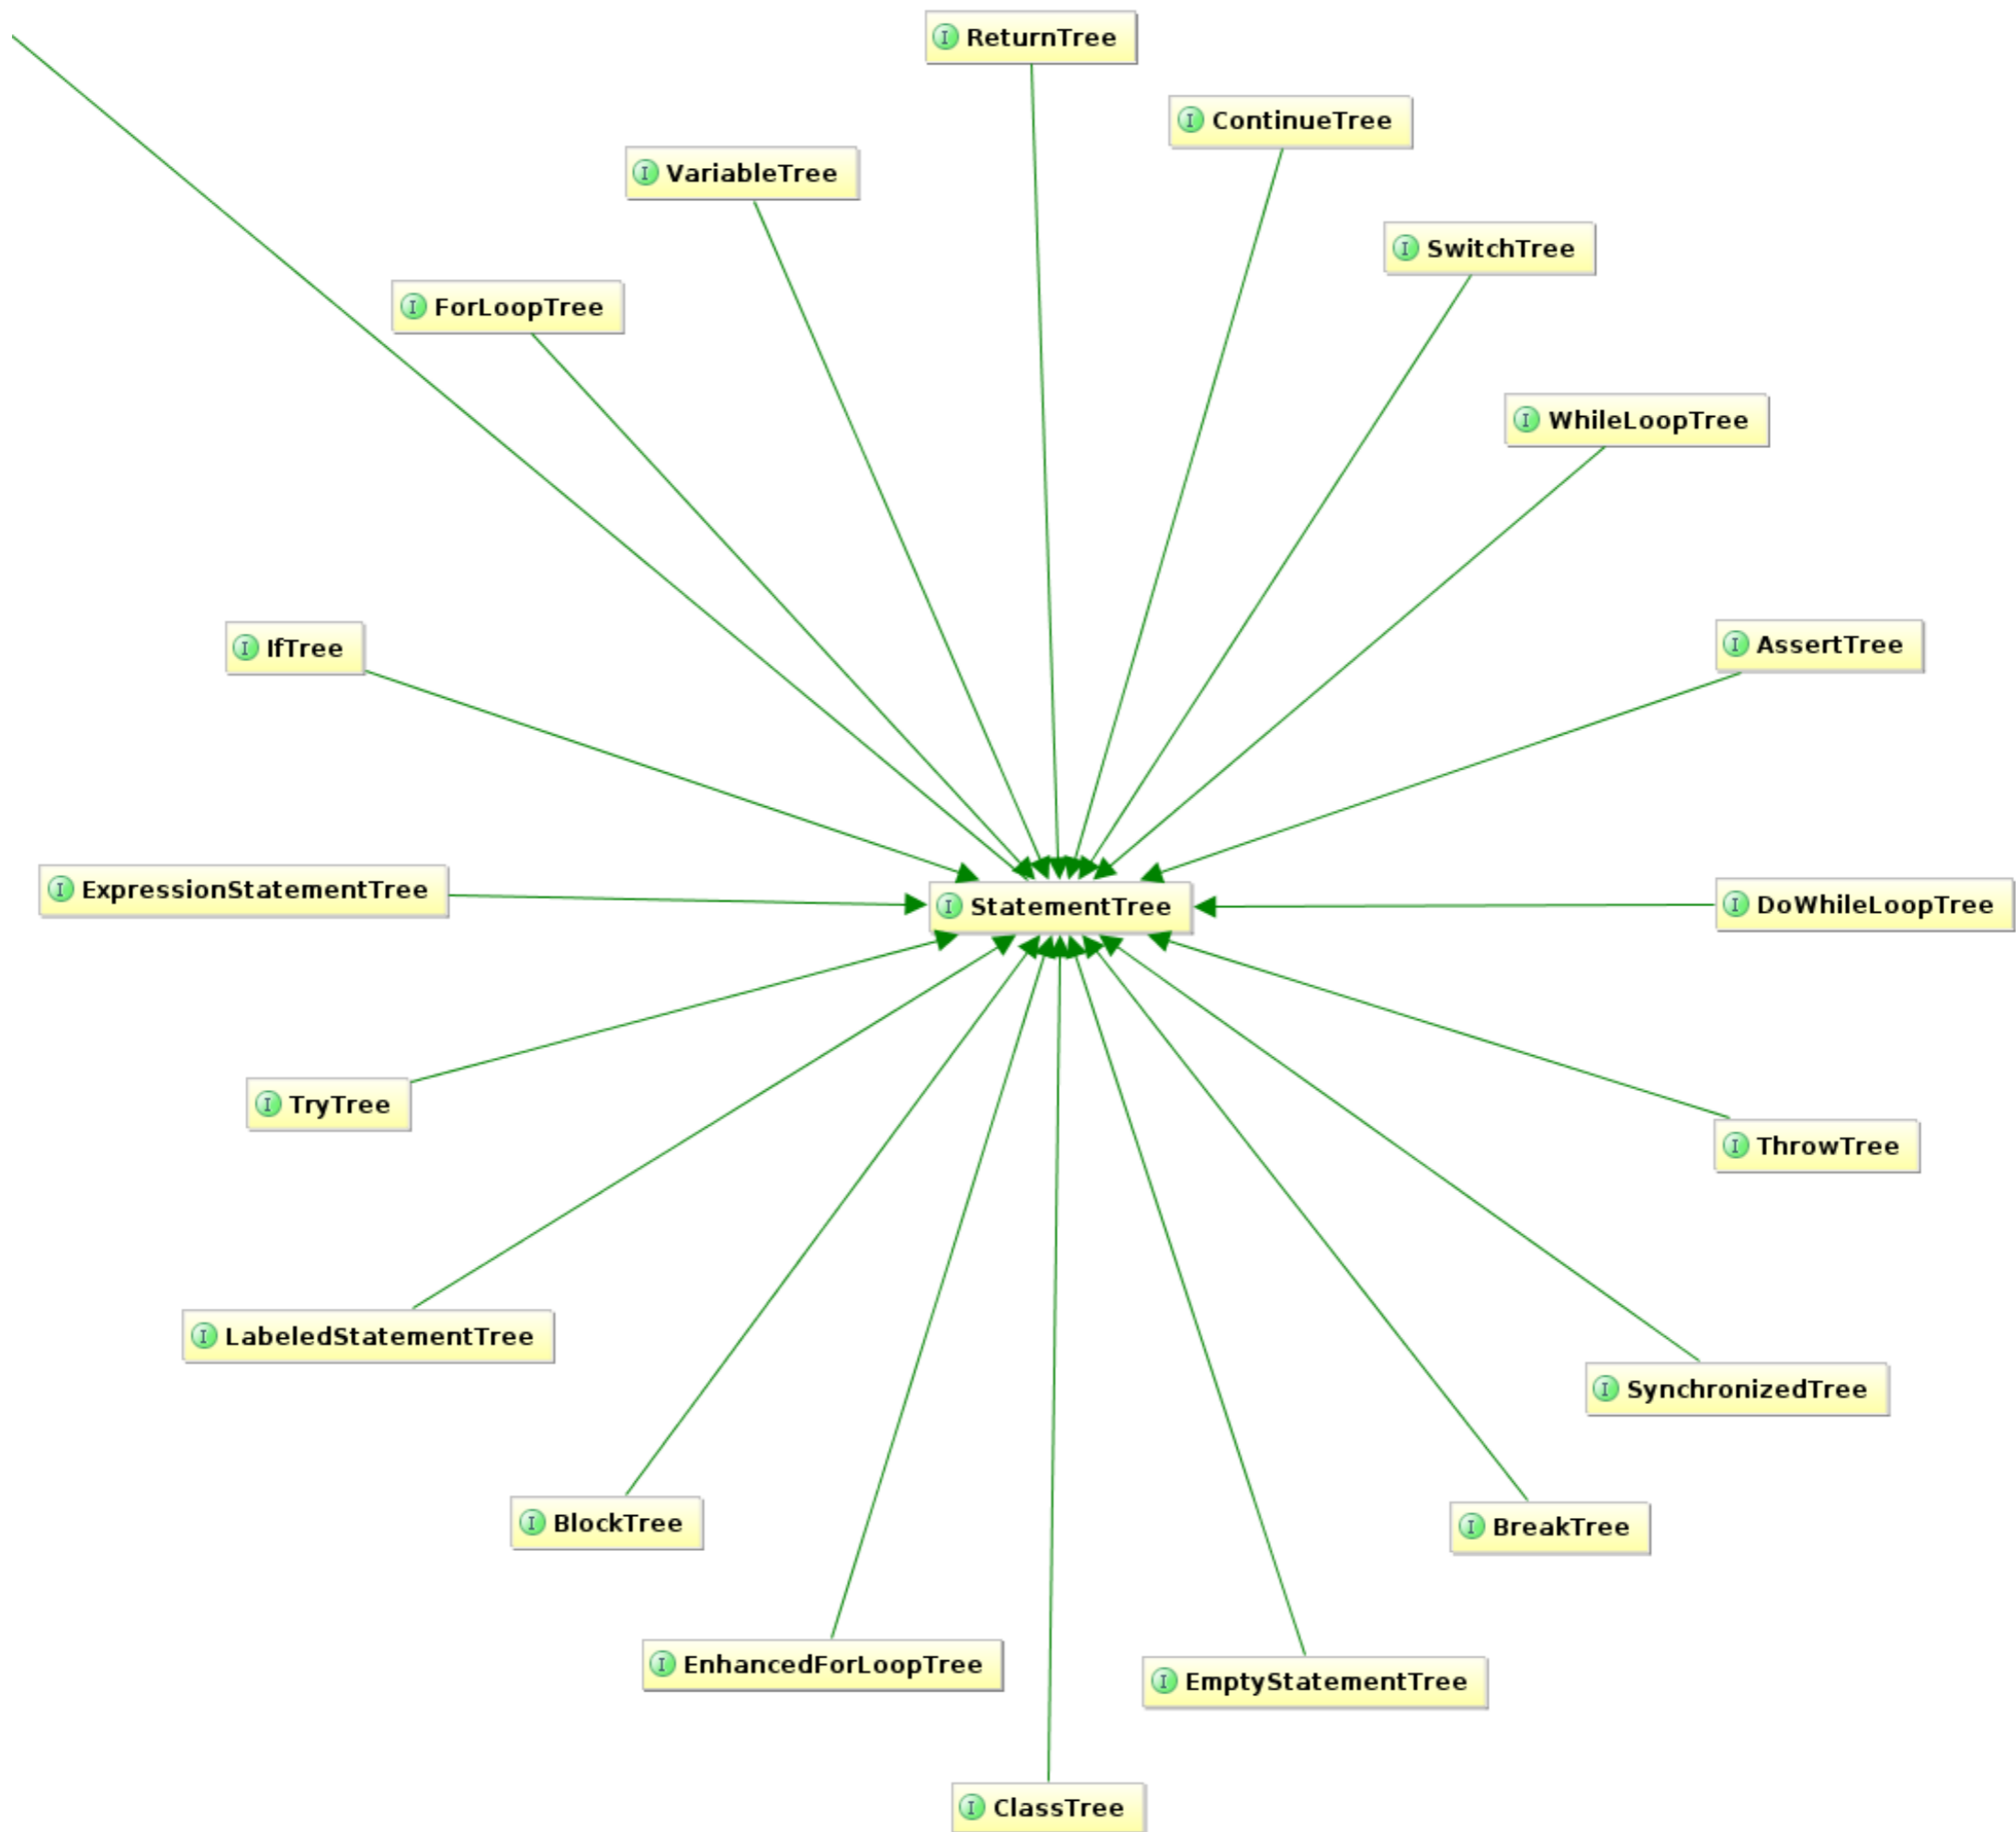 I ReturnTree
I ContinueTree
I VariableTree
I SwitchTree
I ForLoopTree
I WhileLoopTree
I IfTree
I AssertTree
I ExpressionStatementTree
I StatementTree
I DoWhileLoopTree
I TryTree
I ThrowTree
I LabeledStatementTree
I SynchronizedTree
I BlockTree
I BreakTree
I EnhancedForLoopTree
I EmptyStatementTree
I ClassTree